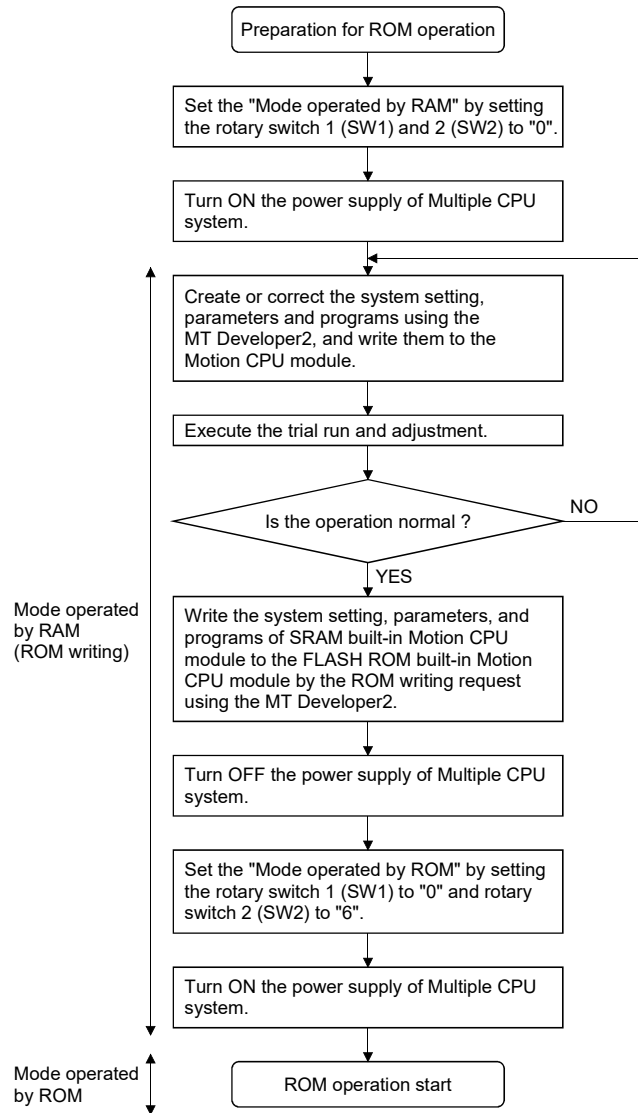 Preparation for ROM operation
Set the "Mode operated by RAM" by setting
the rotary switch 1 (SW1) and 2 (SW2) to "0".
Turn ON the power supply of Multiple CPU
system.
Create or correct the system setting,
parameters and programs using the
MT Developer2, and write them to the
Motion CPU module.
Execute the trial run and adjustment.
Is the operation normal ?
NO
YES
Mode operated
by RAM
(ROM writing)
Write the system setting, parameters, and
programs of SRAM built-in Motion CPU
module to the FLASH ROM built-in Motion
CPU module by the ROM writing request
using the MT Developer2.
Turn OFF the power supply of Multiple CPU
system.
Set the "Mode operated by ROM" by setting
the rotary switch 1 (SW1) to "0" and rotary
switch 2 (SW2) to "6".
Turn ON the power supply of Multiple CPU
system.
Mode operated
by ROM
ROM operation start